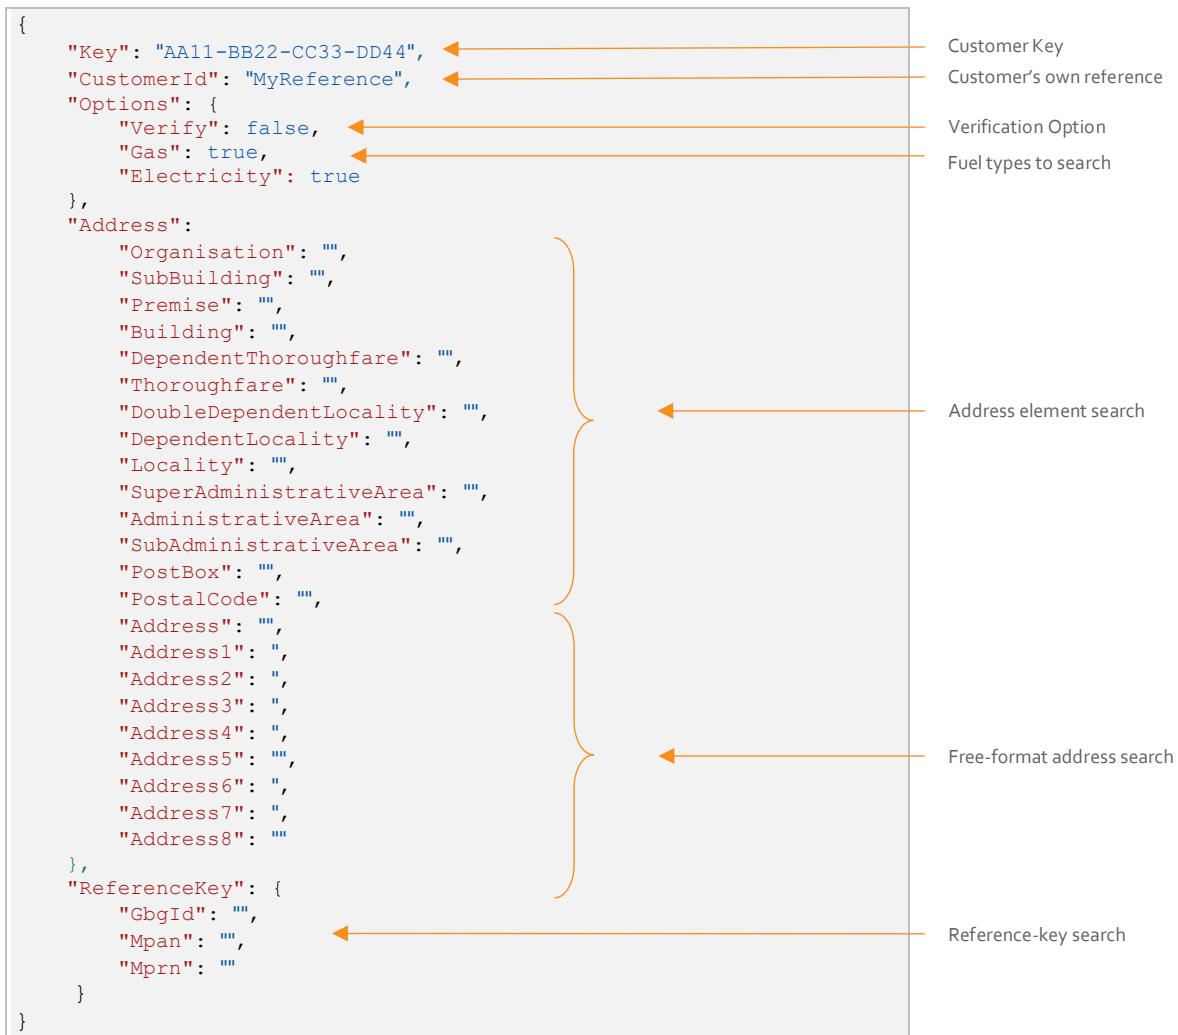 {
"Key": "AA11-BB22-CC33-DD44", Customer Key
"CustomerId": "MyReference", Customer's own reference
"Options": {
"Verify": false, Verification Option
"Gas": true, Fuel types to search
"Electricity": true
},
"Address":
"Organisation": "",
"SubBuilding": "",
"Premise": "",
"Building": "",
"DependentThoroughfare": "",
"Thoroughfare": "",
"DoubleDependentLocality": "", Address element search
"DependentLocality": "",
"Locality": "",
"SuperAdministrativeArea": "",
"AdministrativeArea": "",
"SubAdministrativeArea": "",
"PostBox": "",
"PostalCode": "",
"Address": "",
"Address1": ",
"Address2": ",
"Address3": ",
"Address4": ",
"Address5": "", Free-format address search
"Address6": ",
"Address7": ",
"Address8": ""
},
"ReferenceKey": {
"GbgId": "",
"Mpan": "", Reference-key search
"Mprn": ""
}
}